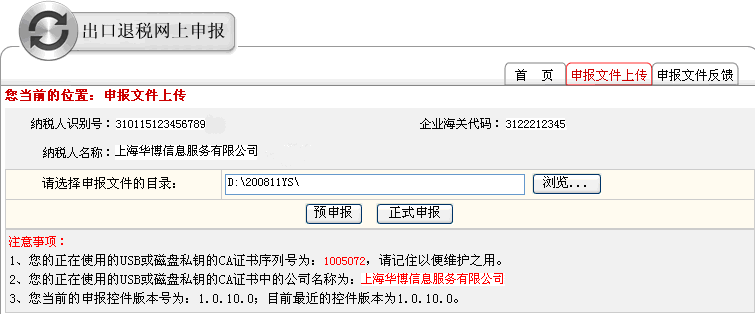 出口退税网上申报
首 页 申报文件上传 申报文件反馈
您当前的位置：申报文件上传
纳税人识别号：310115123456789 企业海关代码：3122212345
纳税人名称：上海华博信息服务有限公司
请选择申报文件的目录： D:\200811YS\ 浏览...
预申报 正式申报
注意事项：
1、您的正在使用的USB或磁盘私钥的CA证书序列号为：1005072，请记住以便维护之用。
2、您的正在使用的USB或磁盘私钥的CA证书中的公司名称为：上海华博信息服务有限公司
3、您当前的申报控件版本号为：1.0.10.0；目前最近的控件版本为1.0.10.0。